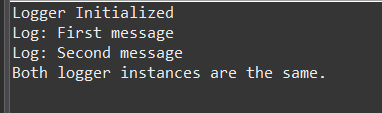 Logger Initialized
Log: First message
Log: Second message
Both logger instances are the same.